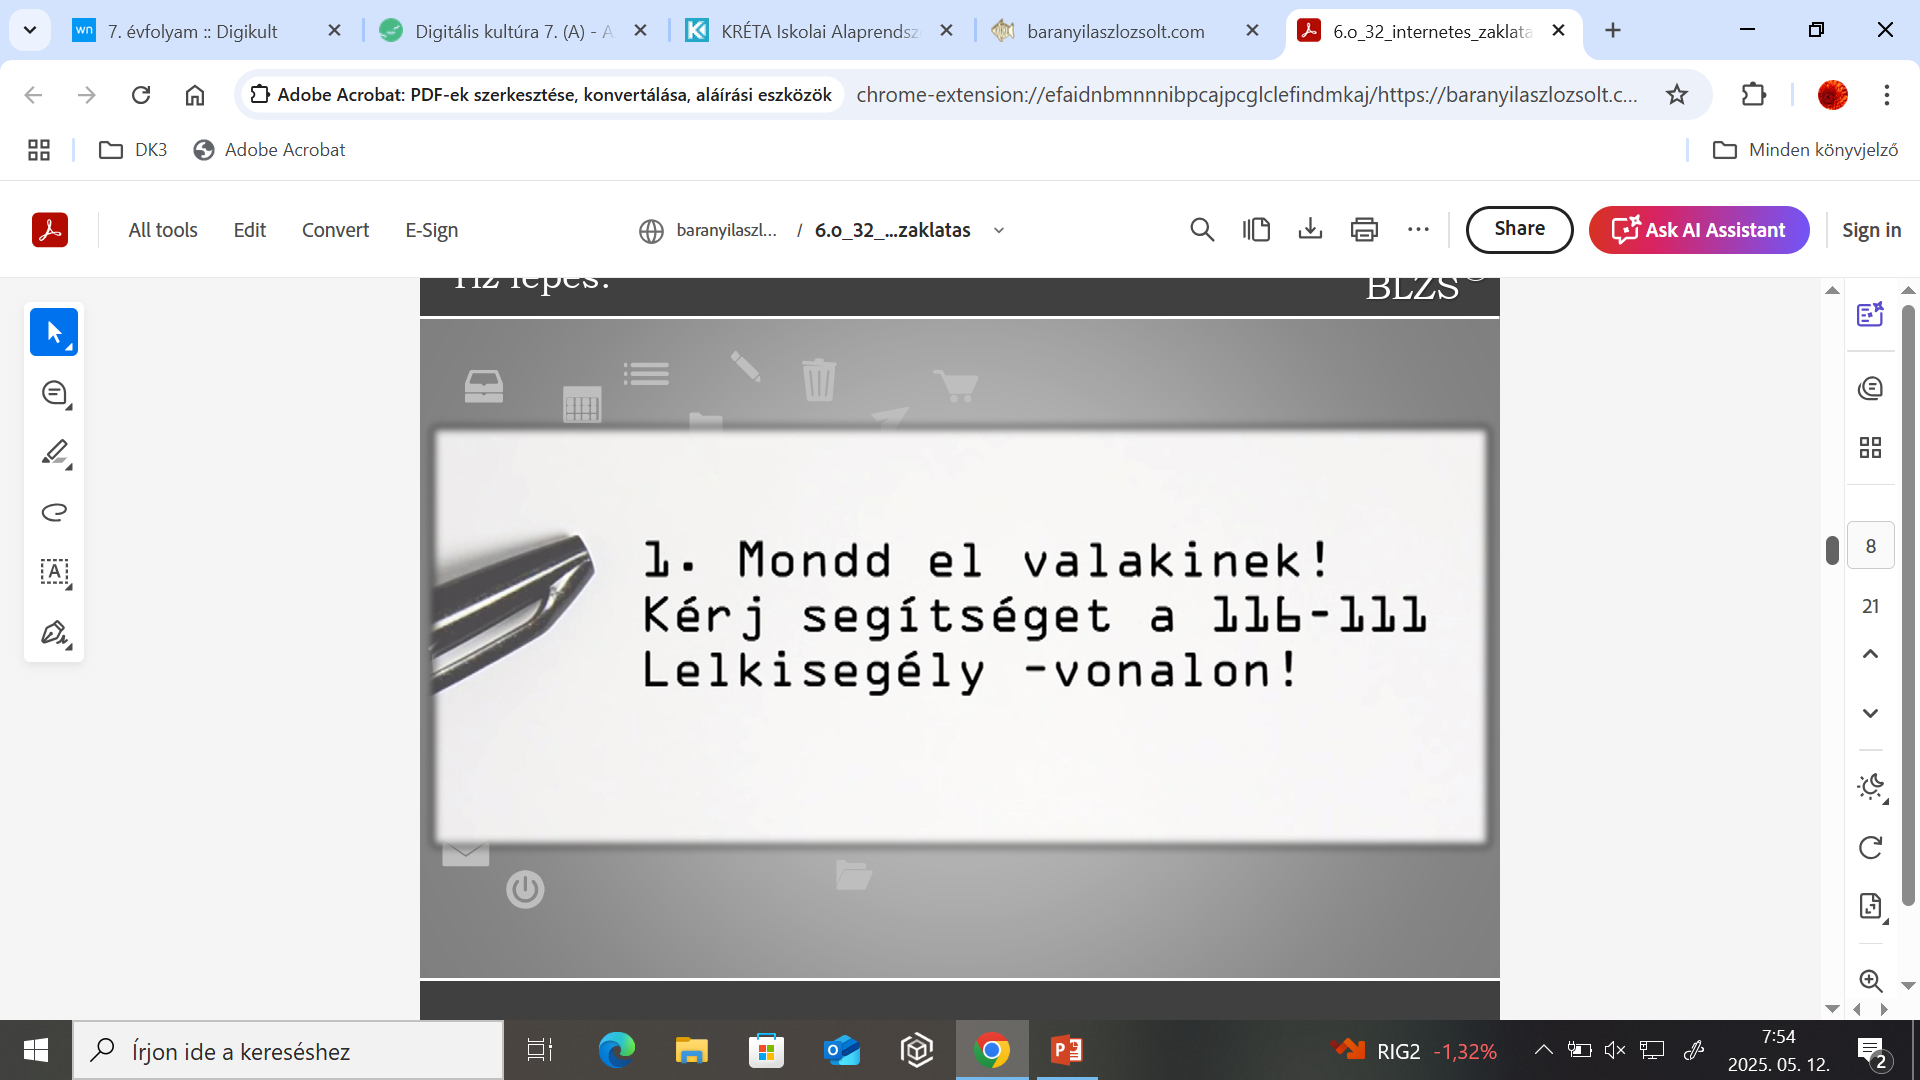 7. évfolyam :: Digikult
Digitális kultúra 7. (A) - A
KRÉTA Iskolai Alaprendsz
baranyilaszlozsolt.com
6.o_32_internetes_zaklata
Adobe Acrobat: PDF-ek szerkesztése, konvertálása, aláírási eszközök
chrome-extension://efaidnbmnnnibpcajpcglclefindmkaj/https://baranyilaszlozsolt.c...
DK3
Adobe Acrobat
Minden könyvjelző
All tools
Edit
Convert
E-Sign
baranyilaszl... / 6.o_32_...zaklatas
Share
Ask AI Assistant
Sign in
Tíz lépés:
BLZS
1. Mondd el valakinek!
Kérj segítséget a 116-111
Lelkisegély -vonalon!
8
21
Írjon ide a kereséshez
RIG2 -1,32%
7:54
2025. 05. 12.
2